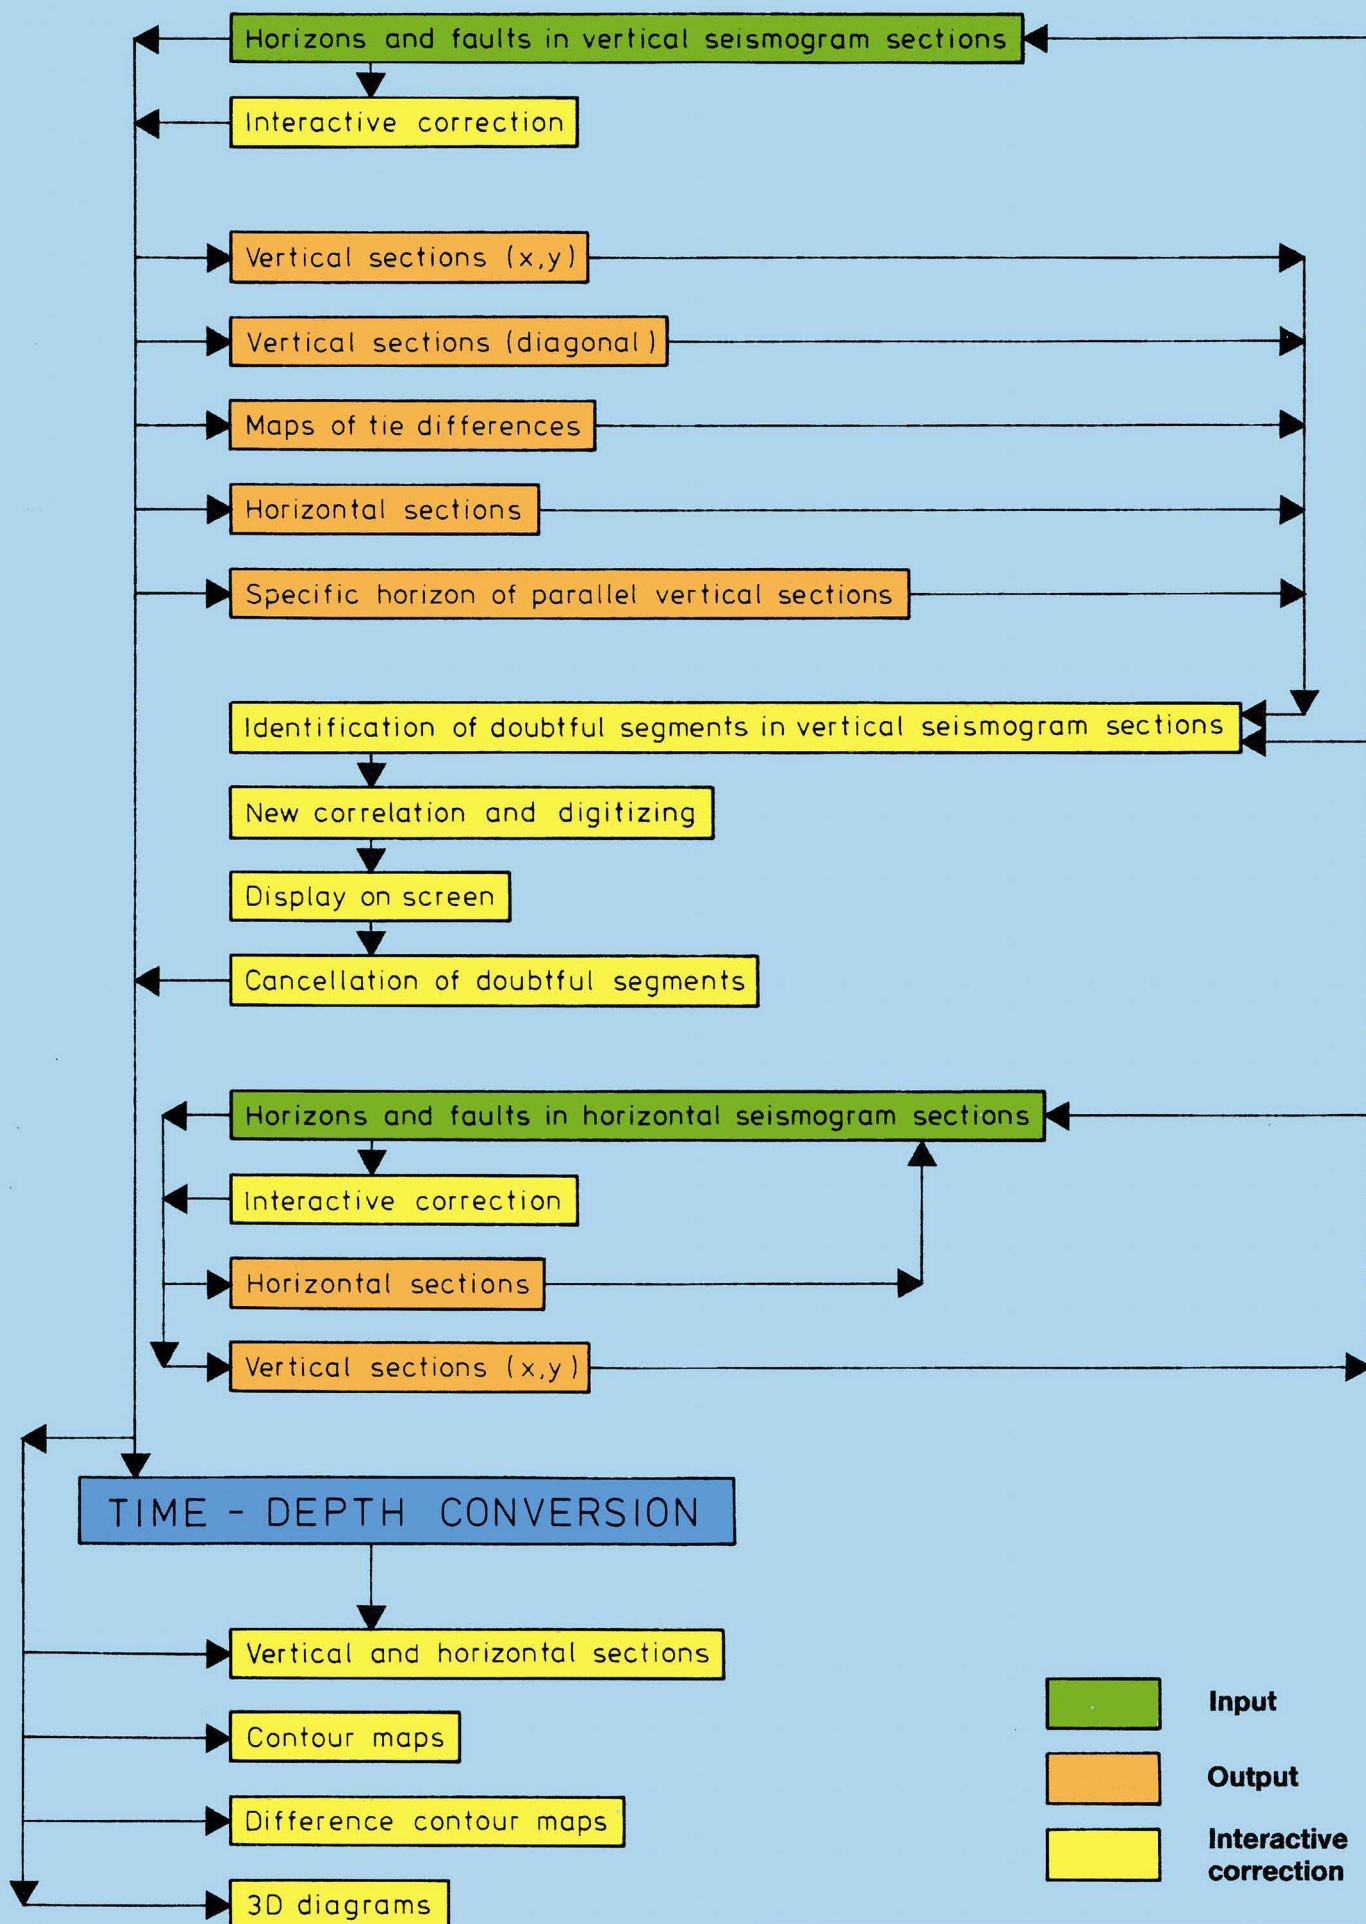 Horizons and faults in vertical seismogram sections
Interactive correction
Vertical sections (x,y)
Vertical sections (diagonal)
Maps of tie differences
Horizontal sections
Specific horizon of parallel vertical sections
Identification of doubtful segments in vertical seismogram sections
New correlation and digitizing
Display on screen
Cancellation of doubtful segments
Horizons and faults in horizontal seismogram sections
Interactive correction
Horizontal sections
Vertical sections (x,y)
TIME - DEPTH CONVERSION
Vertical and horizontal sections
Contour maps
Difference contour maps
3D diagrams
Input
Output
Interactive
correction